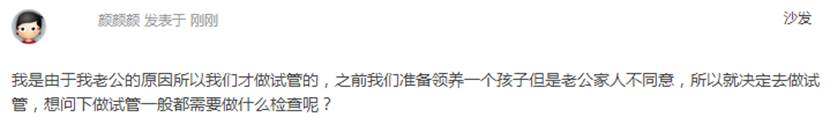 颜颜颜 发表于 刚刚
沙发
我是由于我老公的原因所以我们才做试管的，之前我们准备领养一个孩子但是老公家人不同意，所以就决定去做试
管，想问下做试管一般都需要做什么检查呢？